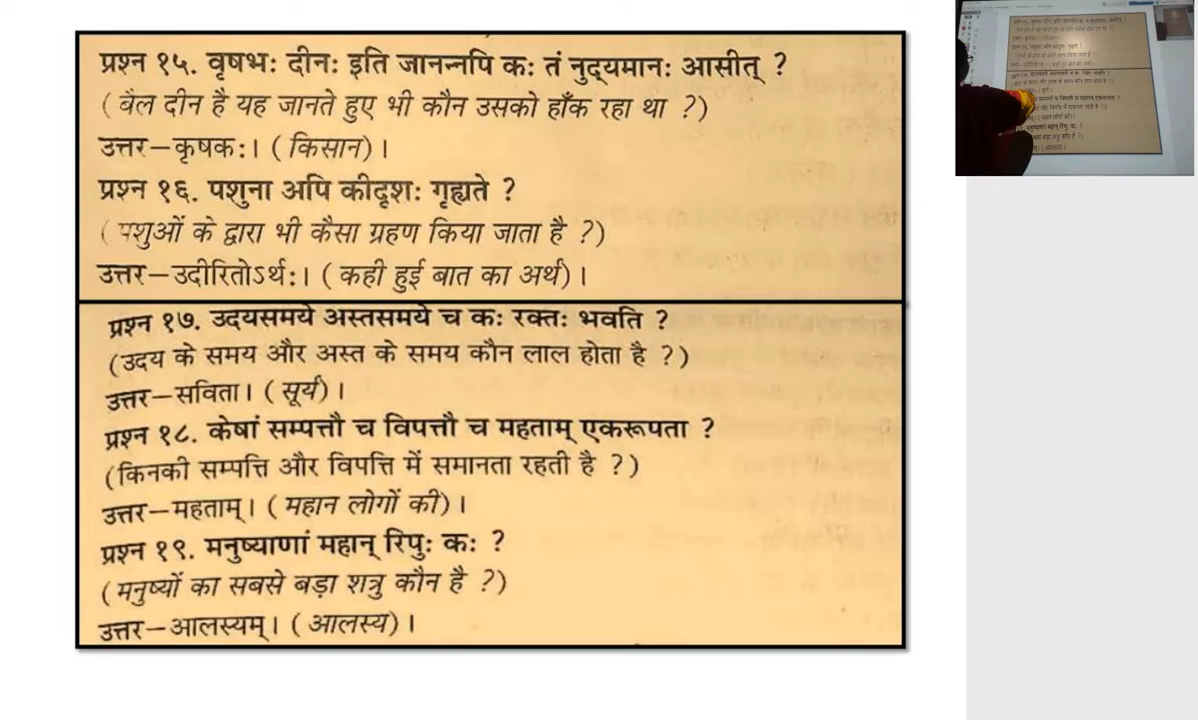 प्रश्न १५. वृषभः दीनः इति जानन्नपि कः तं नुद्यमानः आसीत् ?
( बैल दीन है यह जानते हुए भी कौन उसको हाँक रहा था ?)
उत्तर–कृषकः। ( किसान)।
प्रश्न १६. पशुना अपि कीदृशः गृह्यते ?
( पशुओं के द्वारा भी कैसा ग्रहण किया जाता है ?)
उत्तर–उदीरितोऽर्थः। ( कही हुई बात का अर्थ)।
प्रश्न १७. उदयसमये अस्तसमये च कः रक्तः भवति ?
(उदय के समय और अस्त के समय कौन लाल होता है ?)
उत्तर–सविता। ( सूर्य)।
प्रश्न १८. केषां सम्पत्तौ च विपत्तौ च महताम् एकरूपता ?
(किनकी सम्पत्ति और विपत्ति में समानता रहती है ?)
उत्तर–महताम्। ( महान लोगों की)।
प्रश्न १९. मनुष्याणां महान् रिपुः कः ?
(मनुष्यों का सबसे बड़ा शत्रु कौन है ?)
उत्तर–आलस्यम्। ( आलस्य)।